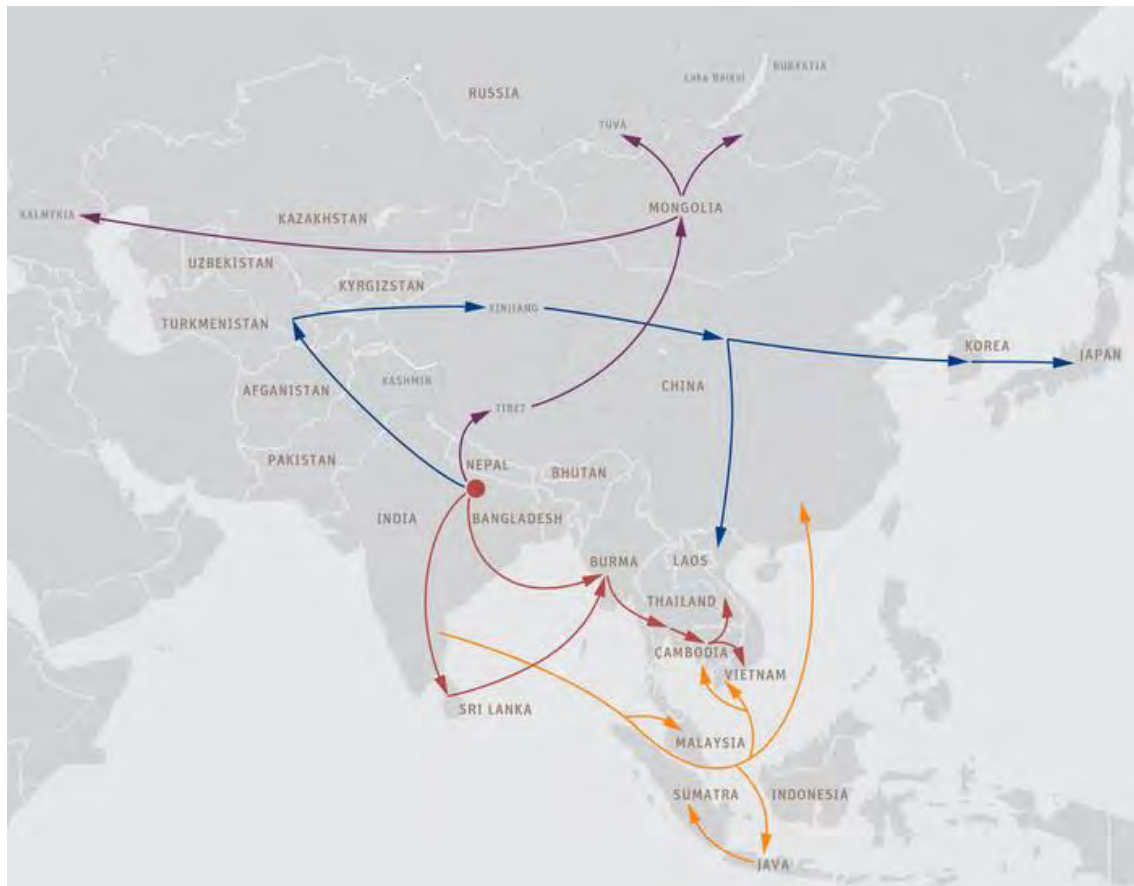 BURYATIA
Lake Baikal
RUSSIA
TUVA
MONGOLIA
KALMYKIA
KAZAKHSTAN
UZBEKISTAN
KYRGIZSTAN
XINJIANG
TURKMENISTAN
KOREA
JAPAN
KASHMIR
CHINA
AFGANISTAN
TIBET
PAKISTAN
NEPAL
BHUTAN
INDIA
BANGLADESH
BURMA
LAOS
THAILAND
ÇAMBODIA
VIETNAM
SRI LANKA
MALAYSIA
SUMATRA
INDONESIA
JAVA